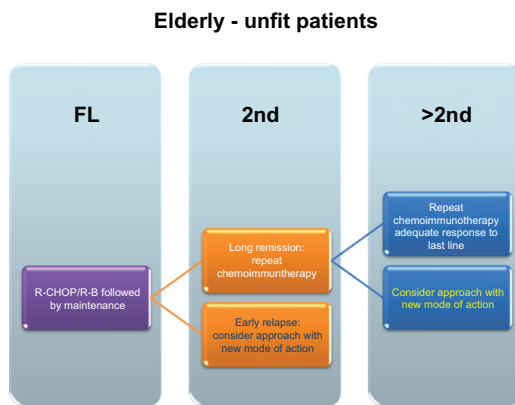 Elderly - unfit patients
FL
2nd
>2nd
R-CHOP/R-B followed
by maintenance
Long remission:
repeat
chemoimmuntherapy
Early relapse:
consider approach with
new mode of action
Repeat
chemoimmunotherapy
adequate response to
last line
Consider approach with
new mode of action